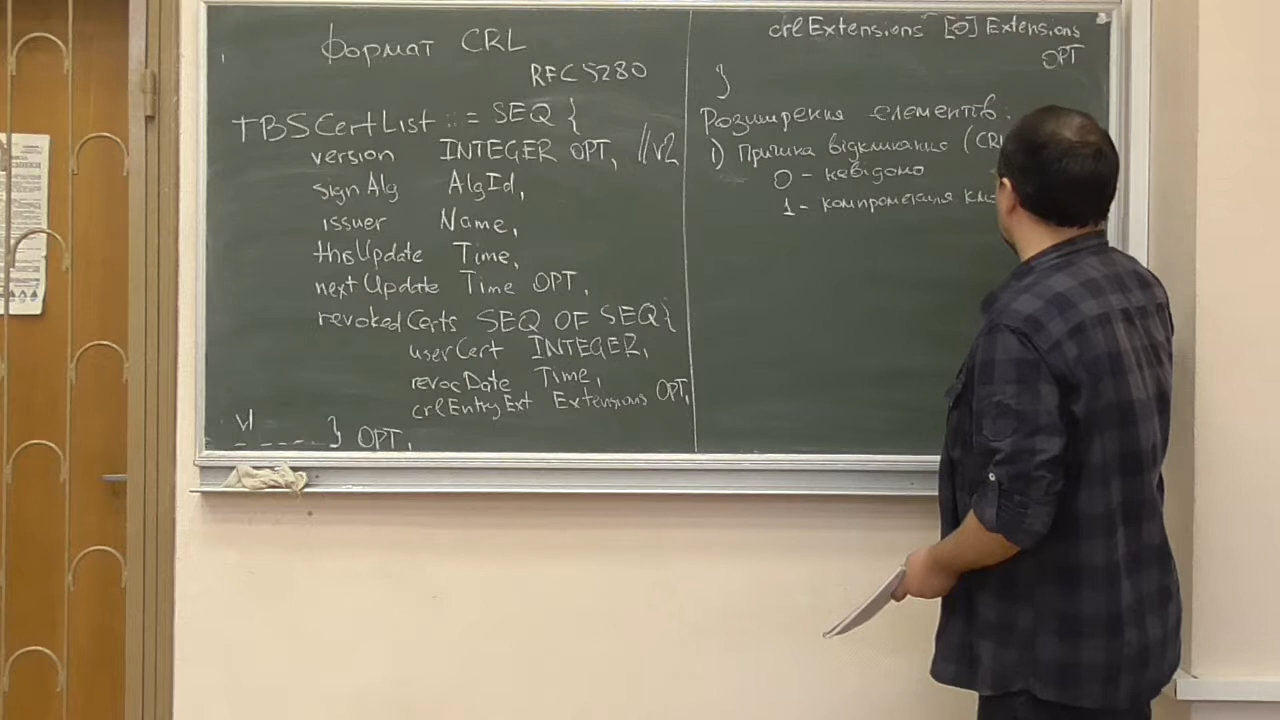 Формат CRL
RFC 5280
TBSCertList ::= SEQ {
version INTEGER OPT, //v2
signAlg AlgId,
issuer Name,
thisUpdate Time,
nextUpdate Time OPT,
revokedCerts SEQ OF SEQ{
userCert INTEGER,
revocDate Time,
crlEntryExt Extensions OPT,
} OPT,
crlExtensions [0] Extensions
OPT
}
Розширення елементів:
1) Причина відкликання (CRL
0 - невідомо
1 - компрометація